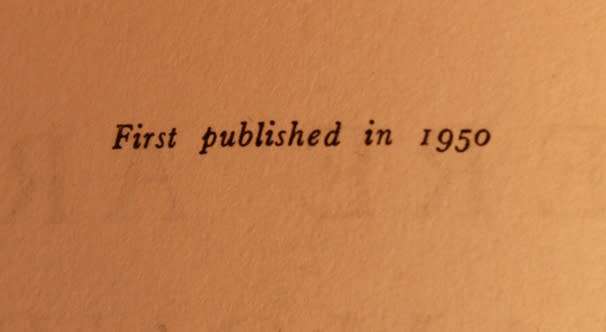 First published in 1950